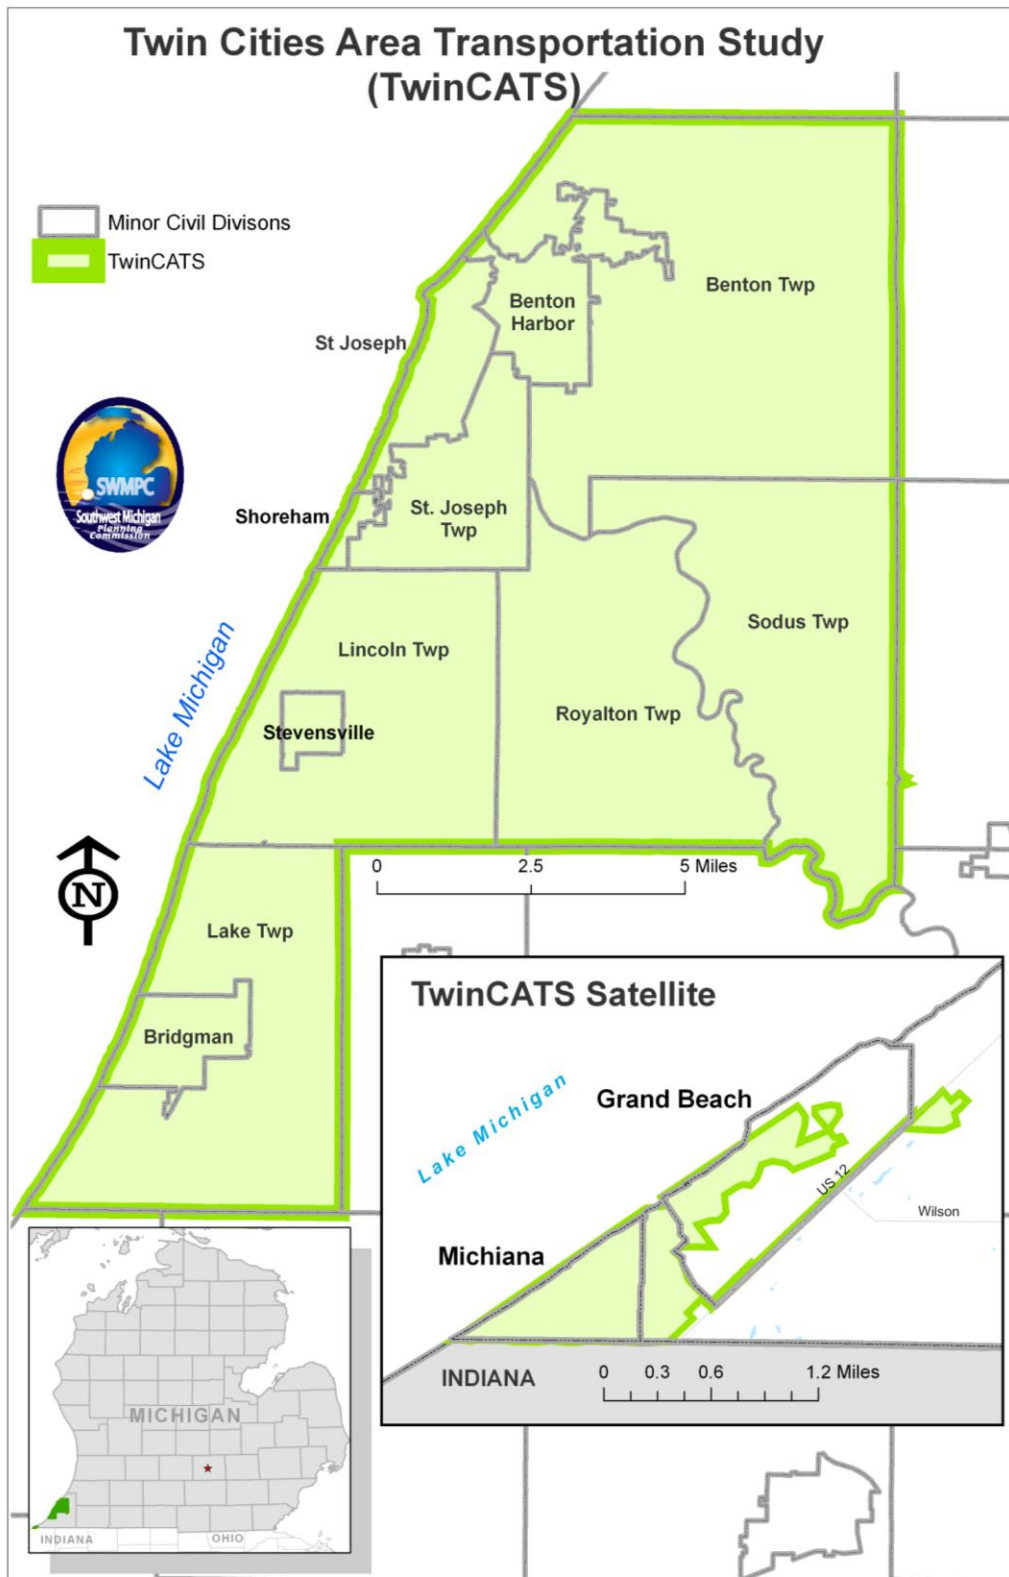 Twin Cities Area Transportation Study
(TwinCATS)
Minor Civil Divisons
TwinCATS
Benton Twp
Benton
Harbor
St Joseph
SWMPC
Southwest Michigan
Planning
Commission
Shoreham
St. Joseph
Twp
Sodus Twp
Lincoln Twp
Lake Michigan
Royalton Twp
Stevensville
0 2.5 5 Miles
N
Lake Twp
Bridgman
TwinCATS Satellite
Grand Beach
Lake Michigan
US 12
Wilson
Michiana
INDIANA
0 0.3 0.6 1.2 Miles
MICHIGAN
INDIANA
OHIO